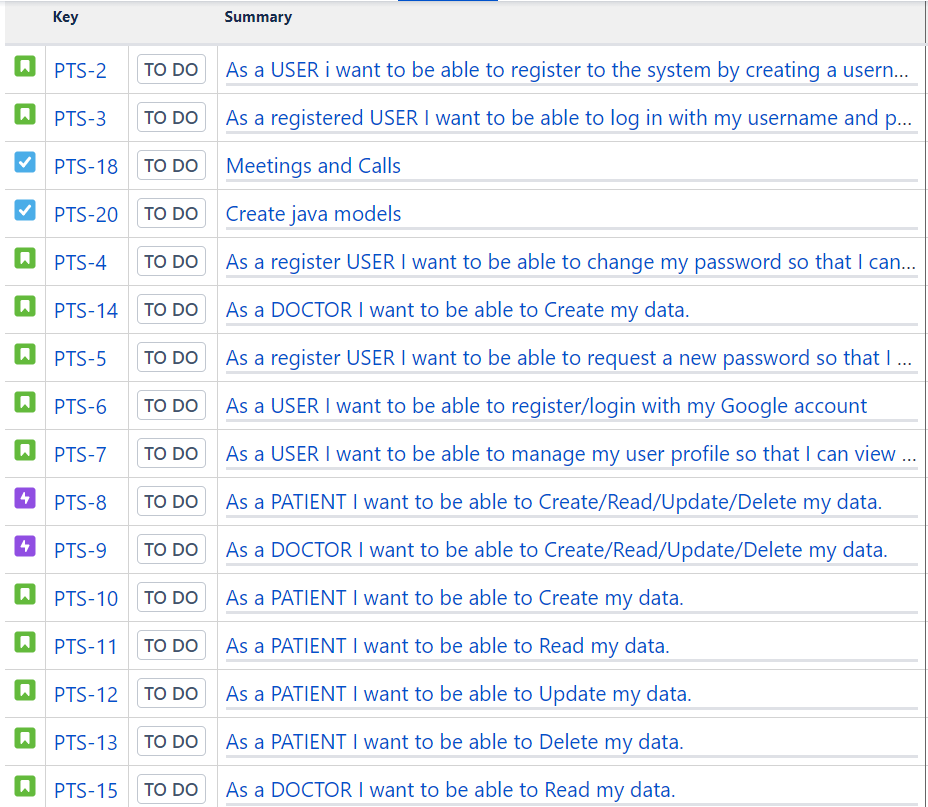 Key Summary
PTS-2 TO DO As a USER i want to be able to register to the system by creating a usern...
PTS-3 TO DO As a registered USER I want to be able to log in with my username and p...
PTS-18 TO DO Meetings and Calls
PTS-20 TO DO Create java models
PTS-4 TO DO As a register USER I want to be able to change my password so that I can...
PTS-14 TO DO As a DOCTOR I want to be able to Create my data.
PTS-5 TO DO As a register USER I want to be able to request a new password so that I ...
PTS-6 TO DO As a USER I want to be able to register/login with my Google account
PTS-7 TO DO As a USER I want to be able to manage my user profile so that I can view ...
PTS-8 TO DO As a PATIENT I want to be able to Create/Read/Update/Delete my data.
PTS-9 TO DO As a DOCTOR I want to be able to Create/Read/Update/Delete my data.
PTS-10 TO DO As a PATIENT I want to be able to Create my data.
PTS-11 TO DO As a PATIENT I want to be able to Read my data.
PTS-12 TO DO As a PATIENT I want to be able to Update my data.
PTS-13 TO DO As a PATIENT I want to be able to Delete my data.
PTS-15 TO DO As a DOCTOR I want to be able to Read my data.